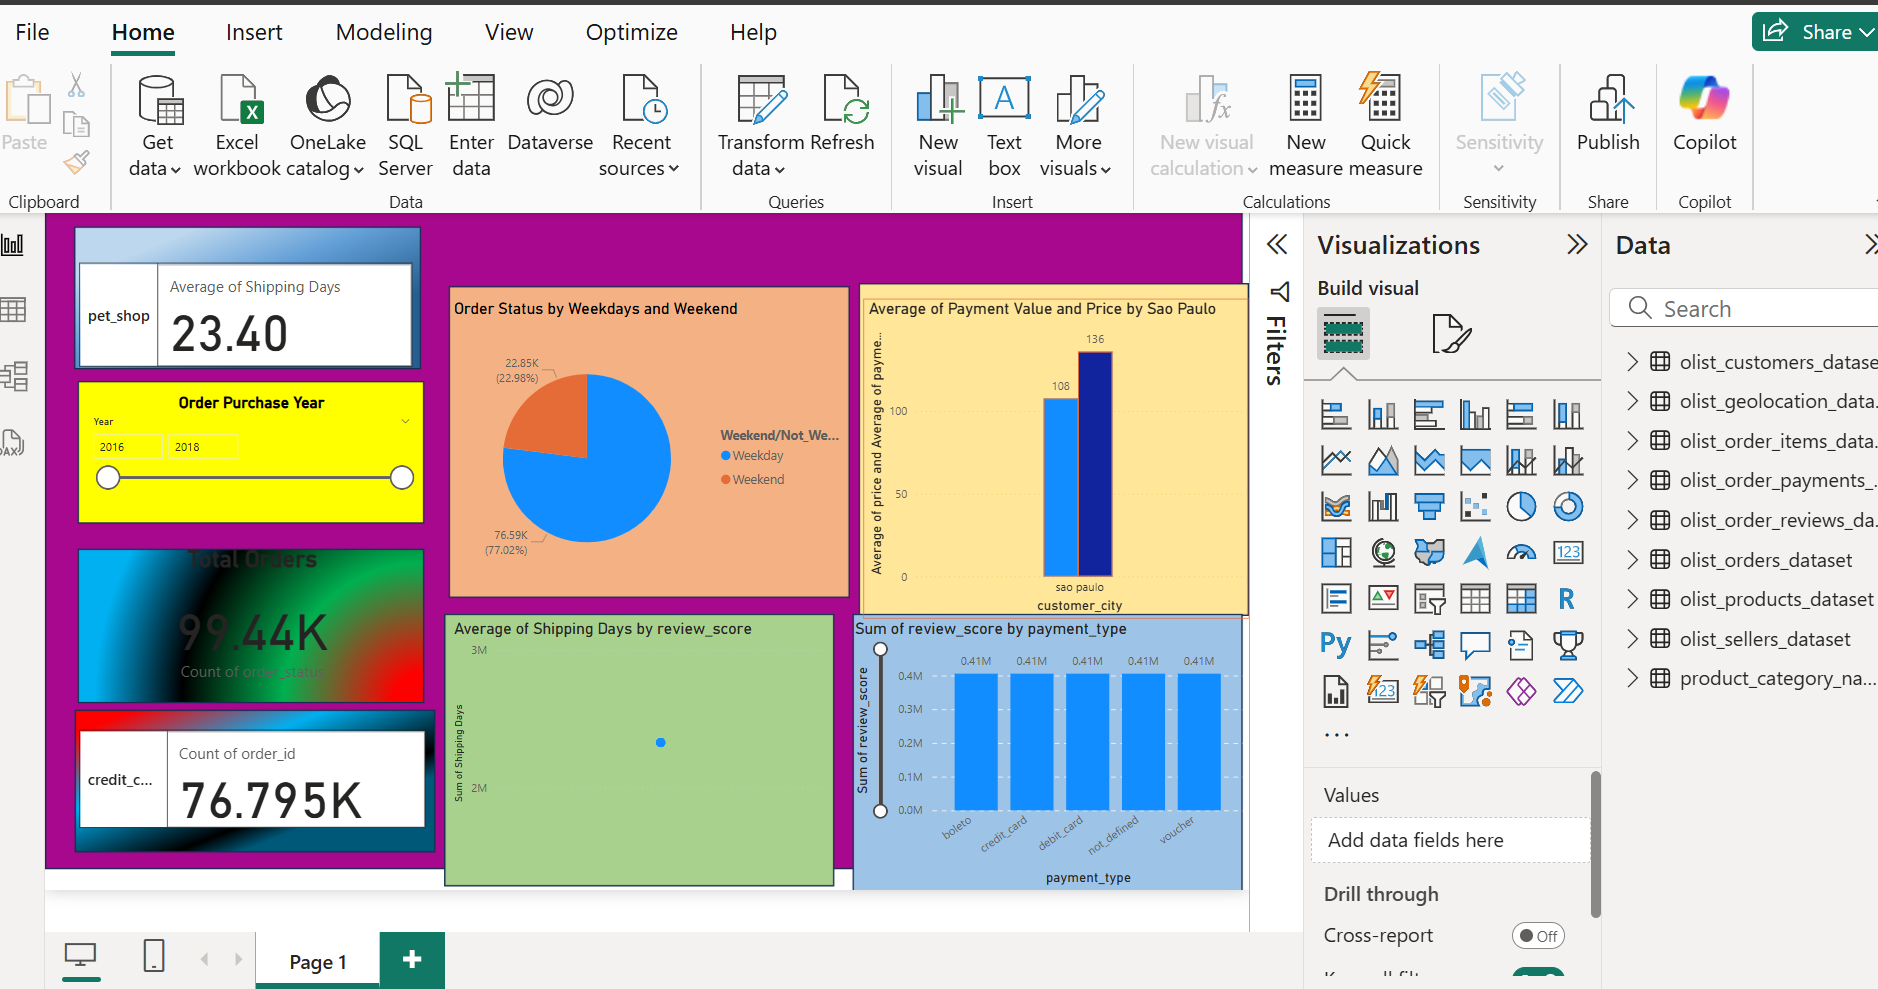 File Home Insert Modeling View Optimize Help Share
Paste
Get data
Excel workbook
OneLake catalog
SQL Server
Enter data
Dataverse
Recent sources
Transform data
Refresh
New visual
Text box
More visuals
New visual calculation
New measure
Quick measure
Sensitivity
Publish
Copilot
Clipboard Data Queries Insert Calculations Sensitivity Share Copilot
pet_shop
Average of Shipping Days
23.40
Order Purchase Year
Year
2016 2018
Total Orders
99.44K
Count of order_status
credit_c...
Count of order_id
76.795K
Order Status by Weekdays and Weekend
22.85K
(22.98%)
76.59K
(77.02%)
Weekend/Not_We...
Weekday
Weekend
Average of Payment Value and Price by Sao Paulo
Average of price and Average of payme...
136
108
100
50
0
sao paulo
customer_city
Average of Shipping Days by review_score
Sum of Shipping Days
3M
2M
Sum of review_score by payment_type
Sum of review_score
0.41M 0.41M 0.41M 0.41M 0.41M
0.4M
0.3M
0.2M
0.1M
0.0M
boleto credit_card debit_card not_defined voucher
payment_type
Filters
Visualizations
Build visual
123
R
Py
123
...
Values
Add data fields here
Drill through
Cross-report
Off
Data
Search
olist_customers_datase
olist_geolocation_data.
olist_order_items_data.
olist_order_payments_.
olist_order_reviews_da.
olist_orders_dataset
olist_products_dataset
olist_sellers_dataset
product_category_na...
Page 1